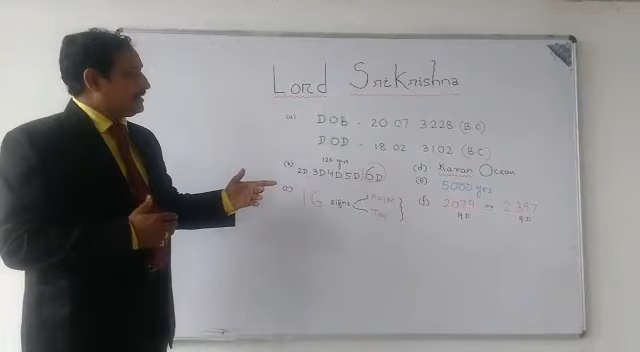 Lord SriKrishna
(a) DOB - 20 07 3228 (BC)
DOD - 18 02 3102 (BC)
126 yrs
(b) 2D 3D 4D 5D 6D
(c) 16 signs
(d) Karan Ocean
(e) 5000 yrs
(f) 2079 or 2397
AD AD